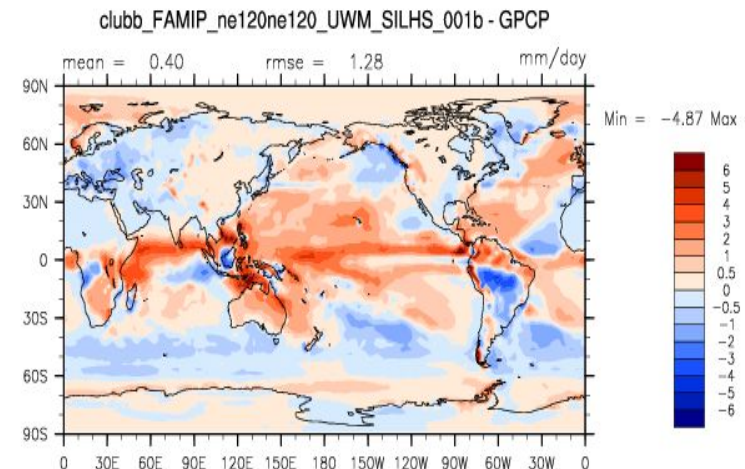 clubb_FAMIP_ne120ne120_UWM_SILHS_001b - GPCP
mean = 0.40 rmse = 1.28 mm/day
Min = -4.87 Max
90N
60N
30N
0
30S
60S
90S
0 30E 60E 90E 120E 150E 180 150W 120W 90W 60W 30W 0
6
5
4
3
2
1
0.5
0
-0.5
-1
-2
-3
-4
-5
-6